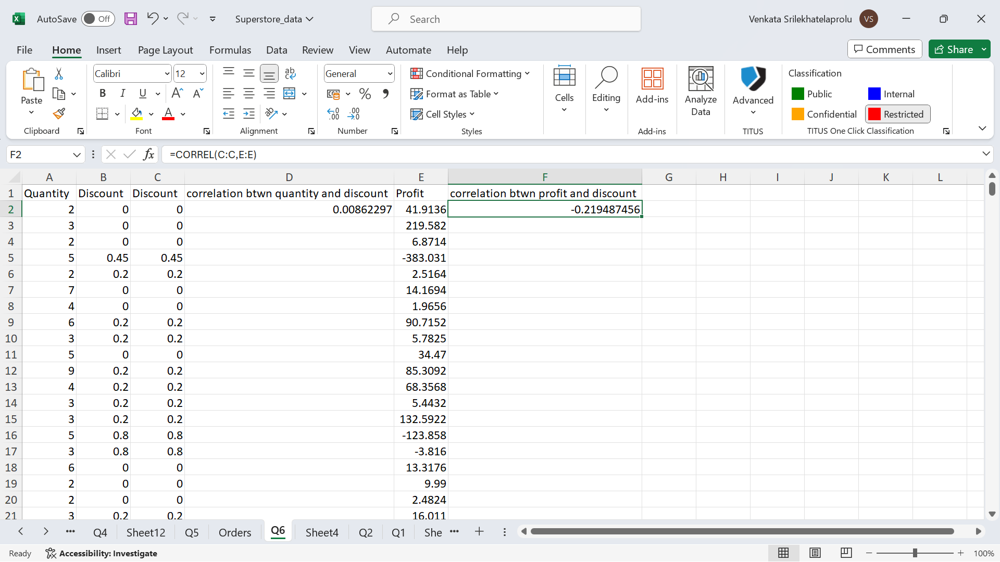 AutoSave Off Superstore_data Search Venkata Srilekhatelaprolu VS
File Home Insert Page Layout Formulas Data Review View Automate Help Comments Share
Paste
Clipboard
Calibri 12
B I U A A
A
Font
ab
Alignment
General
% ,
.00 .00
Number
Conditional Formatting
Format as Table
Cell Styles
Styles
Cells
Editing
Add-ins
Add-ins
Analyze
Data
Advanced
TITUS
Classification
Public Internal
Confidential Restricted
TITUS One Click Classification
F2 fx =CORREL(C:C,E:E)
A B C D E F G H I J K L
1 Quantity Discount Discount correlation btwn quantity and discount Profit correlation btwn profit and discount
2 2 0 0 0.00862297 41.9136 -0.219487456
3 3 0 0 219.582
4 2 0 0 6.8714
5 5 0.45 0.45 -383.031
6 2 0.2 0.2 2.5164
7 7 0 0 14.1694
8 4 0 0 1.9656
9 6 0.2 0.2 90.7152
10 3 0.2 0.2 5.7825
11 5 0 0 34.47
12 9 0.2 0.2 85.3092
13 4 0.2 0.2 68.3568
14 3 0.2 0.2 5.4432
15 3 0.2 0.2 132.5922
16 5 0.8 0.8 -123.858
17 3 0.8 0.8 -3.816
18 6 0 0 13.3176
19 2 0 0 9.99
20 2 0 0 2.4824
21 3 0.2 0.2 16.011
Q4 Sheet12 Q5 Orders Q6 Sheet4 Q2 Q1 She
Ready Accessibility: Investigate 100%